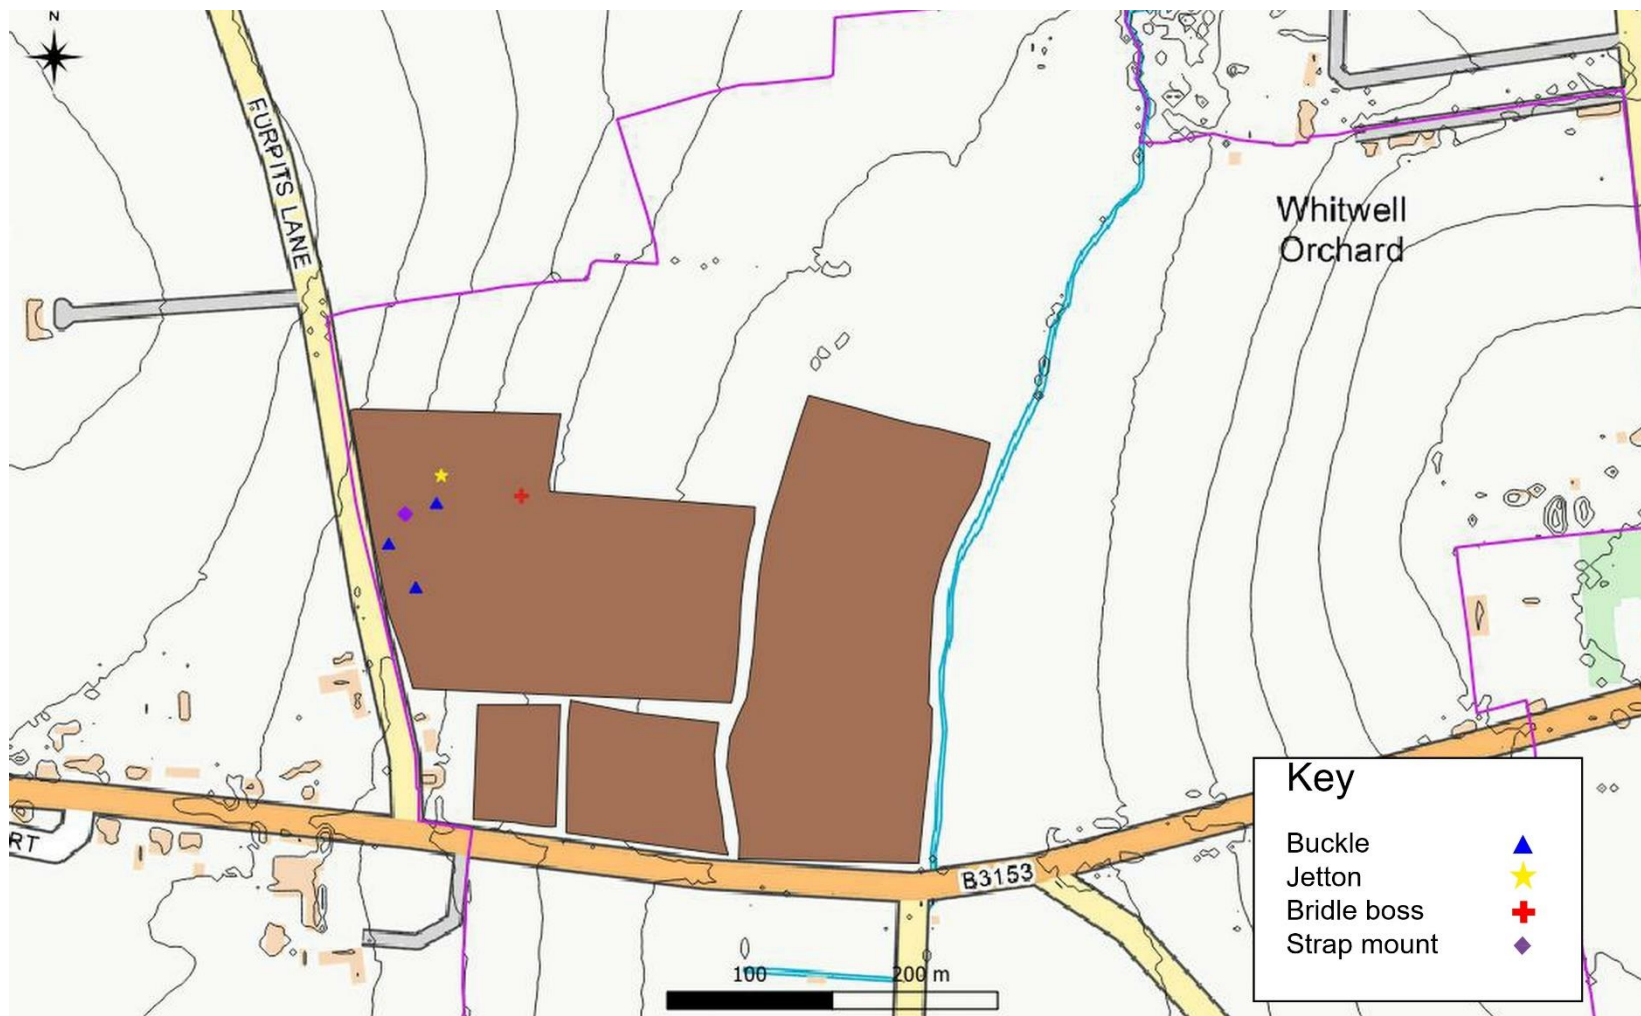 N
FURPITS LANE
Whitwell
Orchard
RT
B3153
Key
Buckle
Jetton
Bridle boss
Strap mount
100 200 m